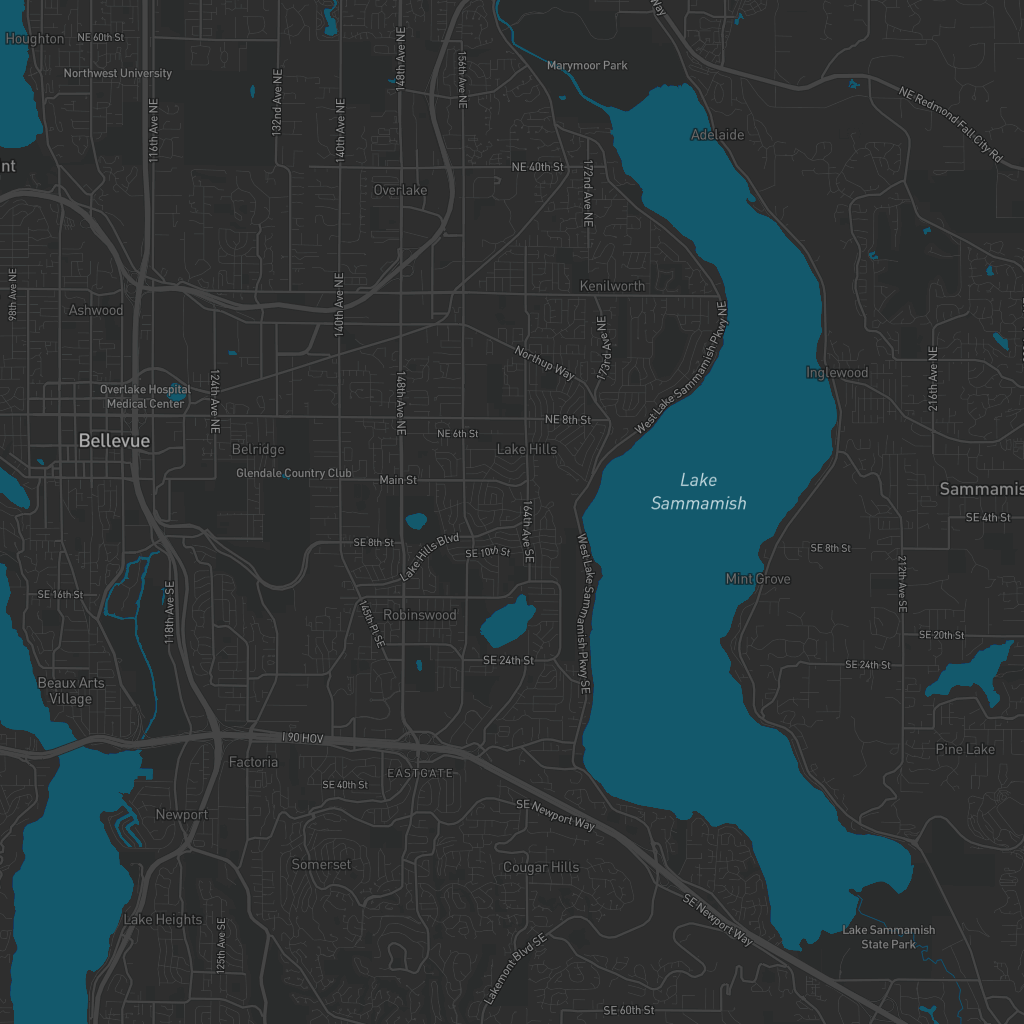 Houghton
NE 60th St
Northwest University
116th Ave NE
132nd Ave NE
140th Ave NE
148th Ave NE
156th Ave NE
Way
Marymoor Park
Adelaide
NE Redmond Fall City Rd
nt
Overlake
NE 40th St
172nd Ave NE
98th Ave NE
Ashwood
140th Ave NE
Kenilworth
Northup Way
173rd Ave NE
West Lake Sammamish Pkwy NE
Inglewood
216th Ave NE
Overlake Hospital
Medical Center
124th Ave NE
148th Ave NE
NE 8th St
NE 6th St
Bellevue
Belridge
Lake Hills
Glendale Country Club
Main St
Lake
Sammamish
Sammamis
SE 4th St
164th Ave SE
SE 8th St
Lake Hills Blvd
SE 10th St
SE 8th St
Mint Grove
212th Ave SE
SE 16th St
118th Ave SE
145th Pl SE
Robinswood
West Lake Sammamish Pkwy SE
SE 20th St
SE 24th St
SE 24th St
Beaux Arts
Village
I 90 HOV
Factoria
EASTGATE
SE 40th St
Pine Lake
Newport
SE Newport Way
Somerset
Cougar Hills
Lake Heights
125th Ave SE
Lakemont Blvd SE
SE Newport Way
Lake Sammamish
State Park
SE 60th St